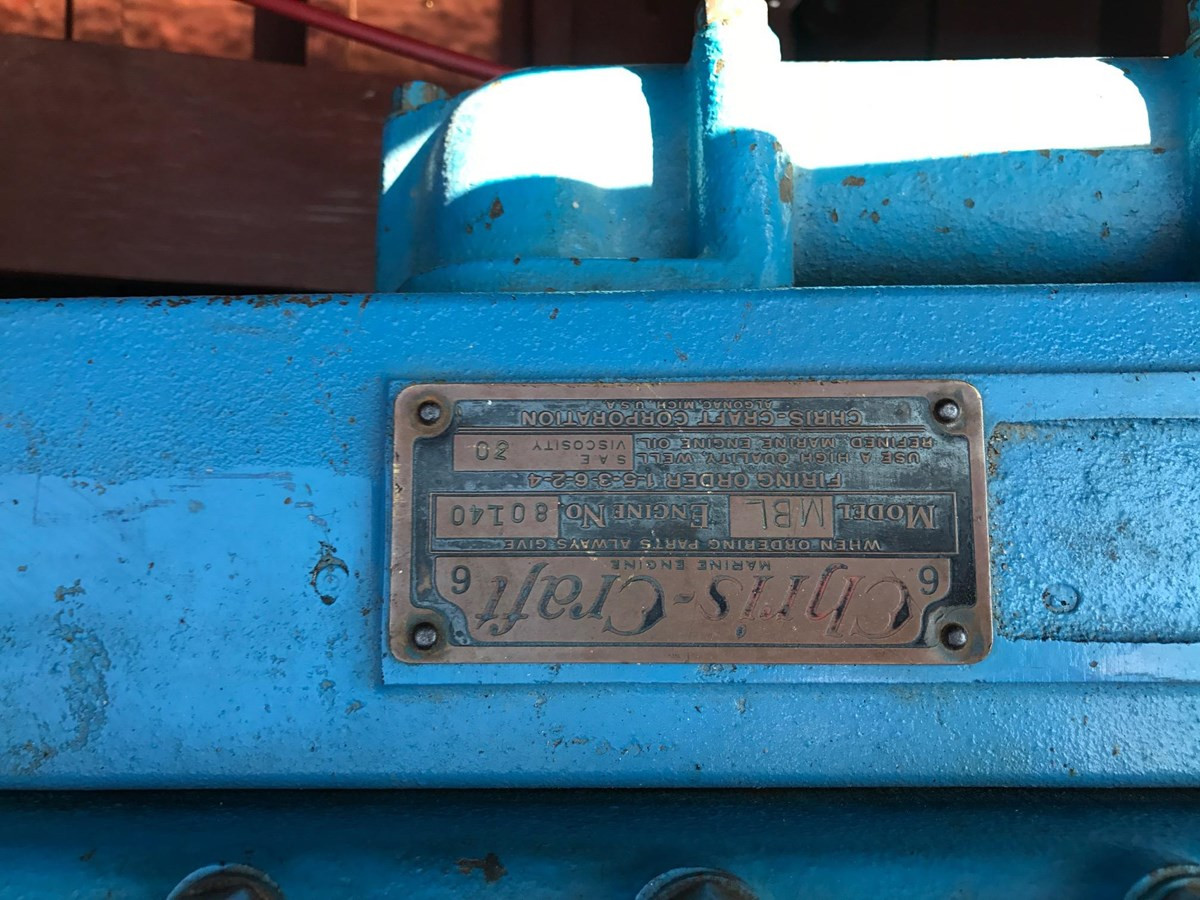 6 Chris-Craft 6
MARINE ENGINE
WHEN ORDERING PARTS ALWAYS GIVE
MODEL MBL ENGINE NO 80140
FIRING ORDER 1-5-3-6-2-4
USE A HIGH QUALITY, WELL
REFINED, MARINE ENGINE OIL
S A E
VISCOSITY
30
CHRIS-CRAFT CORPORATION
ALGONAC, MICH., U.S.A.